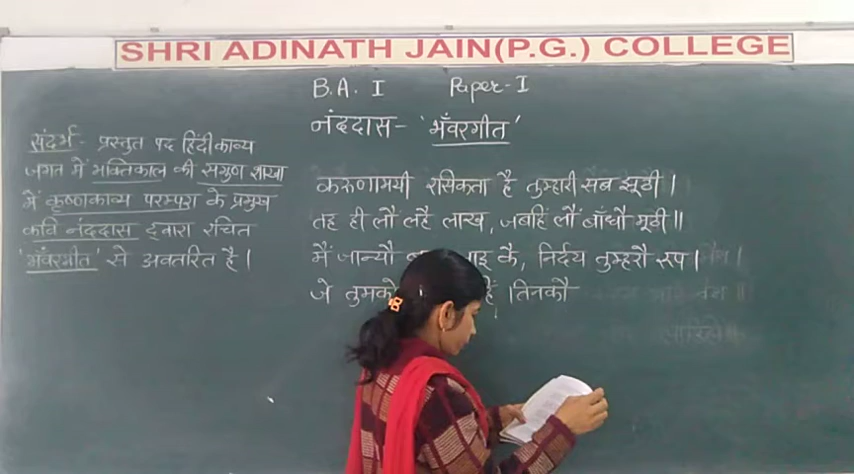 SHRI ADINATH JAIN(P.G.) COLLEGE
B.A. I Paper-I
नंददास- 'भँवरगीत'
संदर्भ- प्रस्तुत पद हिंदी काव्य
जगत में भक्तिकाल की सगुण शाखा
में कृष्णकाव्य परम्परा के प्रमुख
कवि नंददास द्वारा रचित
'भँवरगीत' से अवतरित है।
करुणामयी रसिकता है तुम्हारी सब झूठी।
तह ही लौं लहै लाख, जबहिं लौं बाँधौ मूठी॥
मैं जान्यौ कै, निर्दय तुम्हरौ रूप।
जे तुमको तिनकौ